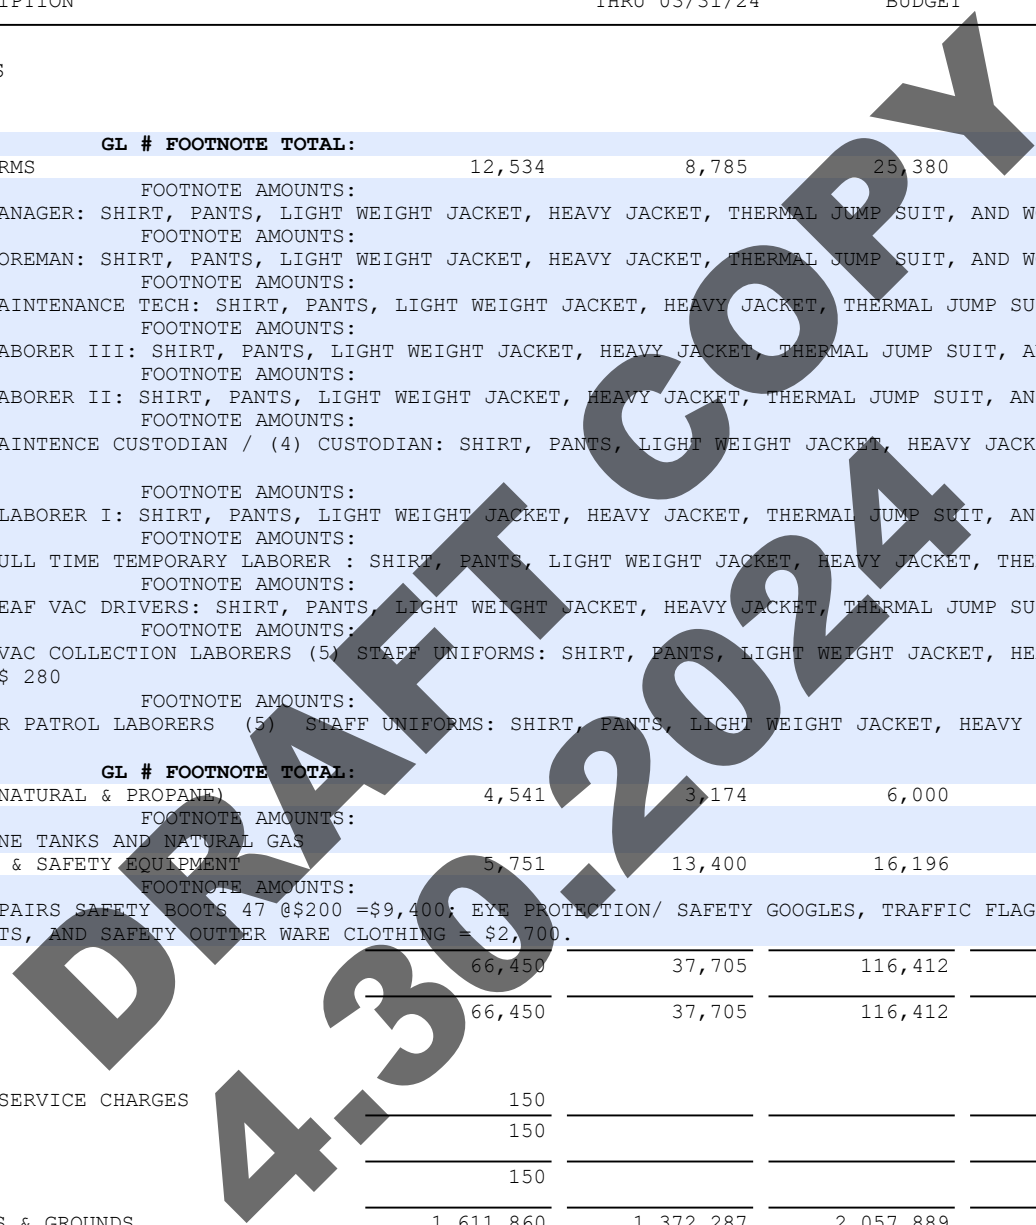 IPTION THRU 03/31/24 BUDGET
S
GL # FOOTNOTE TOTAL:
RMS 12,534 8,785 25,380
FOOTNOTE AMOUNTS:
ANAGER: SHIRT, PANTS, LIGHT WEIGHT JACKET, HEAVY JACKET, THERMAL JUMP SUIT, AND W
FOOTNOTE AMOUNTS:
OREMAN: SHIRT, PANTS, LIGHT WEIGHT JACKET, HEAVY JACKET, THERMAL JUMP SUIT, AND W
FOOTNOTE AMOUNTS:
AINTENANCE TECH: SHIRT, PANTS, LIGHT WEIGHT JACKET, HEAVY JACKET, THERMAL JUMP SU
FOOTNOTE AMOUNTS:
ABORER III: SHIRT, PANTS, LIGHT WEIGHT JACKET, HEAVY JACKET, THERMAL JUMP SUIT, A
FOOTNOTE AMOUNTS:
ABORER II: SHIRT, PANTS, LIGHT WEIGHT JACKET, HEAVY JACKET, THERMAL JUMP SUIT, AN
FOOTNOTE AMOUNTS:
AINTENCE CUSTODIAN / (4) CUSTODIAN: SHIRT, PANTS, LIGHT WEIGHT JACKET, HEAVY JACK
FOOTNOTE AMOUNTS:
LABORER I: SHIRT, PANTS, LIGHT WEIGHT JACKET, HEAVY JACKET, THERMAL JUMP SUIT, AN
FOOTNOTE AMOUNTS:
ULL TIME TEMPORARY LABORER : SHIRT, PANTS, LIGHT WEIGHT JACKET, HEAVY JACKET, THE
FOOTNOTE AMOUNTS:
EAF VAC DRIVERS: SHIRT, PANTS, LIGHT WEIGHT JACKET, HEAVY JACKET, THERMAL JUMP SU
FOOTNOTE AMOUNTS:
VAC COLLECTION LABORERS (5) STAFF UNIFORMS: SHIRT, PANTS, LIGHT WEIGHT JACKET, HE
$ 280
FOOTNOTE AMOUNTS:
R PATROL LABORERS (5) STAFF UNIFORMS: SHIRT, PANTS, LIGHT WEIGHT JACKET, HEAVY
GL # FOOTNOTE TOTAL:
NATURAL & PROPANE) 4,541 3,174 6,000
FOOTNOTE AMOUNTS:
NE TANKS AND NATURAL GAS
& SAFETY EQUIPMENT 5,751 13,400 16,196
FOOTNOTE AMOUNTS:
PAIRS SAFETY BOOTS 47 @$200 =$9,400; EYE PROTECTION/ SAFETY GOOGLES, TRAFFIC FLAG
TS, AND SAFETY OUTTER WARE CLOTHING = $2,700.
66,450 37,705 116,412
66,450 37,705 116,412
SERVICE CHARGES 150
150
150
S & GROUNDS 1,611,860 1,372,287 2,057,889
DRAFT COPY
4.30.2024